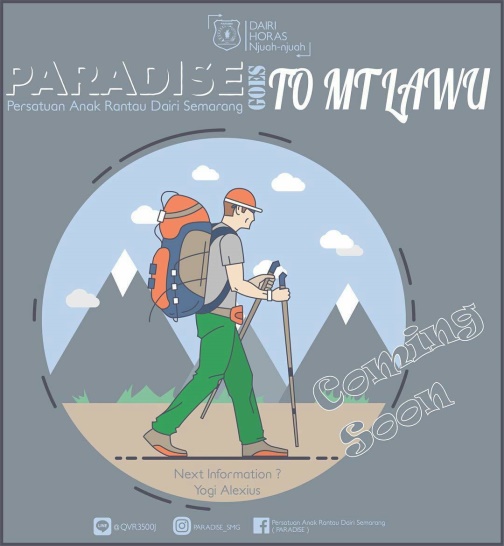 DAIRI
HORAS
Njuah-njuah
PARADISE GOES TO MT LAWU
Persatuan Anak Rantau Dairi Semarang
Coming
Soon
Next Information ?
Yogi Alexius
LINE @QVR3500J PARADISE_SMG Persatuan Anak Rantau Dairi Semarang
( PARADISE )